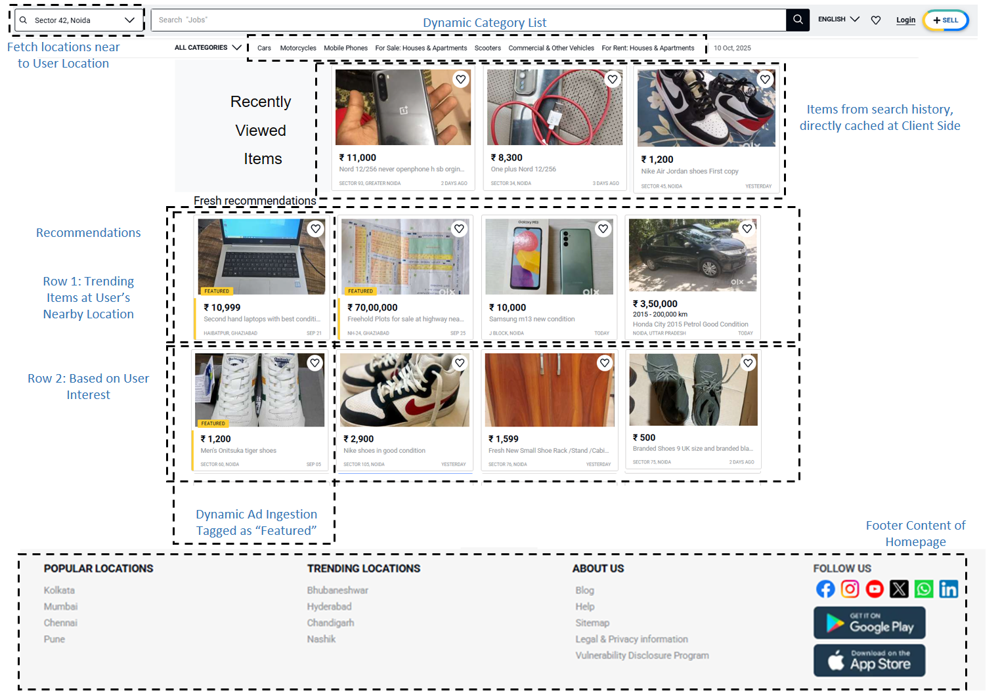 Sector 42, Noida
Search "Jobs"
Dynamic Category List
ENGLISH
Login
+ SELL
Fetch locations near
to User Location
ALL CATEGORIES
Cars Motorcycles Mobile Phones For Sale: Houses & Apartments Scooters Commercial & Other Vehicles For Rent: Houses & Apartments
10 Oct, 2025
Recently
Viewed
Items
₹ 11,000
Nord 12/256 never openphone h sb orgin...
SECTOR 93, GREATER NOIDA 2 DAYS AGO
₹ 8,300
One plus Nord 12/256
SECTOR 34, NOIDA 3 DAYS AGO
olx
₹ 1,200
Nike Air Jordan shoes First copy
SECTOR 45, NOIDA YESTERDAY
Items from search history,
directly cached at Client Side
Fresh recommendations
Recommendations
Row 1: Trending
Items at User's
Nearby Location
FEATURED
₹ 10,999
Second hand laptops with best conditi...
HAIBATPUR, GHAZIABAD SEP 21
FEATURED
olx
₹ 70,00,000
Freehold Plots for sale at highway nea...
NH-24, GHAZIABAD SEP 25
Galaxy M13
olx
₹ 10,000
Samsung m13 new condition
J BLOCK, NOIDA TODAY
olx
₹ 3,50,000
2015 - 200,000 km
Honda City 2015 Petrol Good Condition
NOIDA, UTTAR PRADESH TODAY
Row 2: Based on User
Interest
FEATURED
₹ 1,200
Men's Onitsuka tiger shoes
SECTOR 60, NOIDA SEP 05
₹ 2,900
Nike shoes in good condition
SECTOR 105, NOIDA YESTERDAY
₹ 1,599
Fresh New Small Shoe Rack /Stand /Cabi...
SECTOR 76, NOIDA YESTERDAY
₹ 500
Branded Shoes 9 UK size and branded bla...
SECTOR 75, NOIDA 2 DAYS AGO
Dynamic Ad Ingestion
Tagged as “Featured”
Footer Content of
Homepage
POPULAR LOCATIONS
Kolkata
Mumbai
Chennai
Pune
TRENDING LOCATIONS
Bhubaneshwar
Hyderabad
Chandigarh
Nashik
ABOUT US
Blog
Help
Sitemap
Legal & Privacy information
Vulnerability Disclosure Program
FOLLOW US
GET IT ON
Google Play
Download on the
App Store